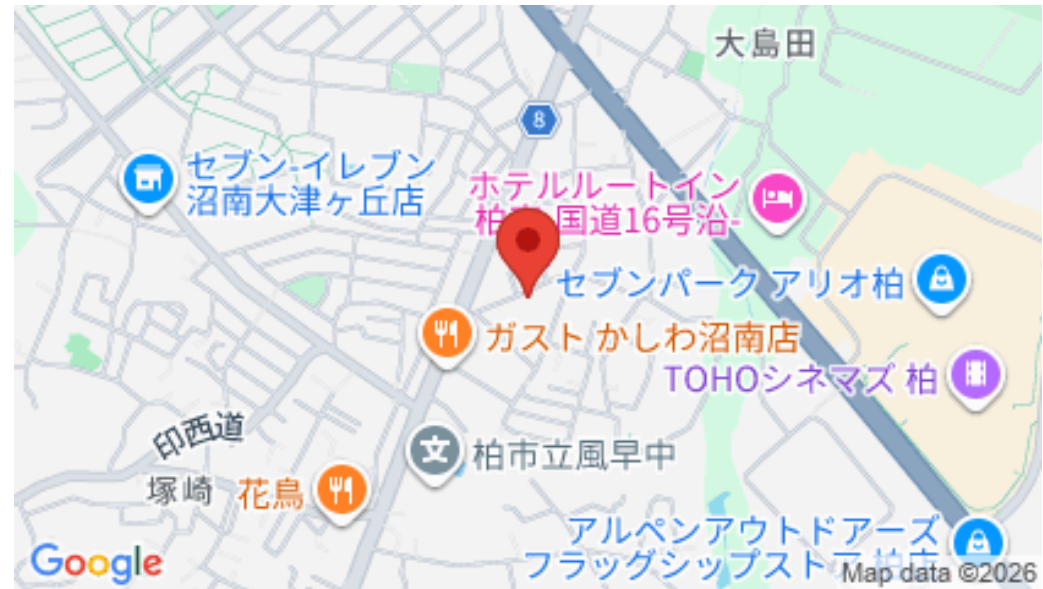 大島田
8
セブン-イレブン
沼南大津ヶ丘店
ホテルルートイン
国道16号沿-
セブンパーク アリオ柏
ガスト かしわ沼南店
TOHOシネマズ 柏
印西道
柏市立風早中
塚崎
花鳥
アルペンアウトドアーズ
フラッグシップストア 柏店
Google
Map data ©2026